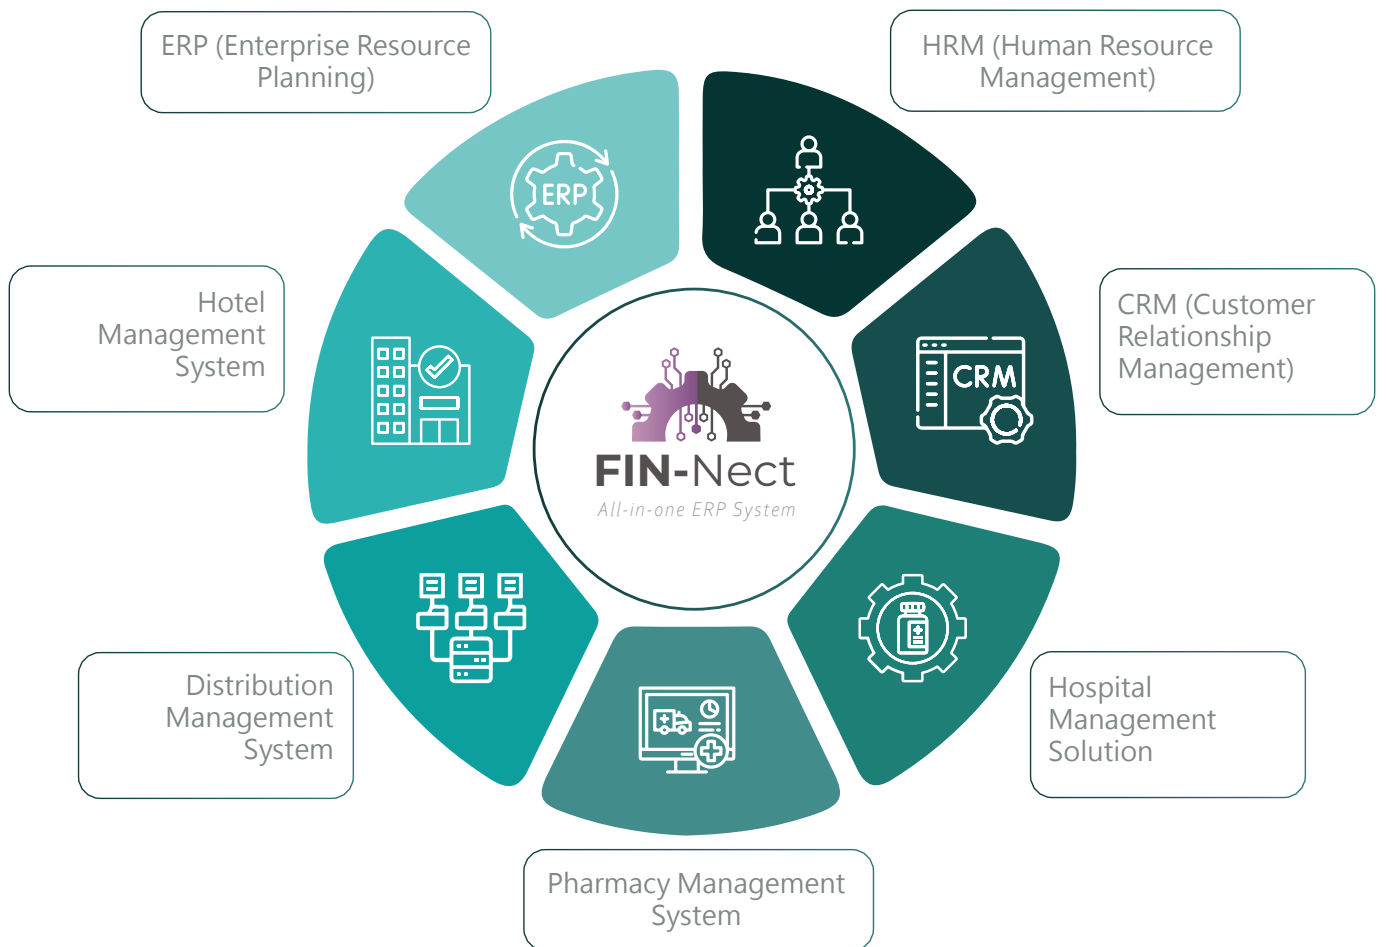 ERP (Enterprise Resource
Planning)
HRM (Human Resource
Management)
ERP
Hotel
Management
System
CRM (Customer
Relationship
Management)
CRM
FIN-Nect
All-in-one ERP System
Distribution
Management
System
Hospital
Management
Solution
Pharmacy Management
System